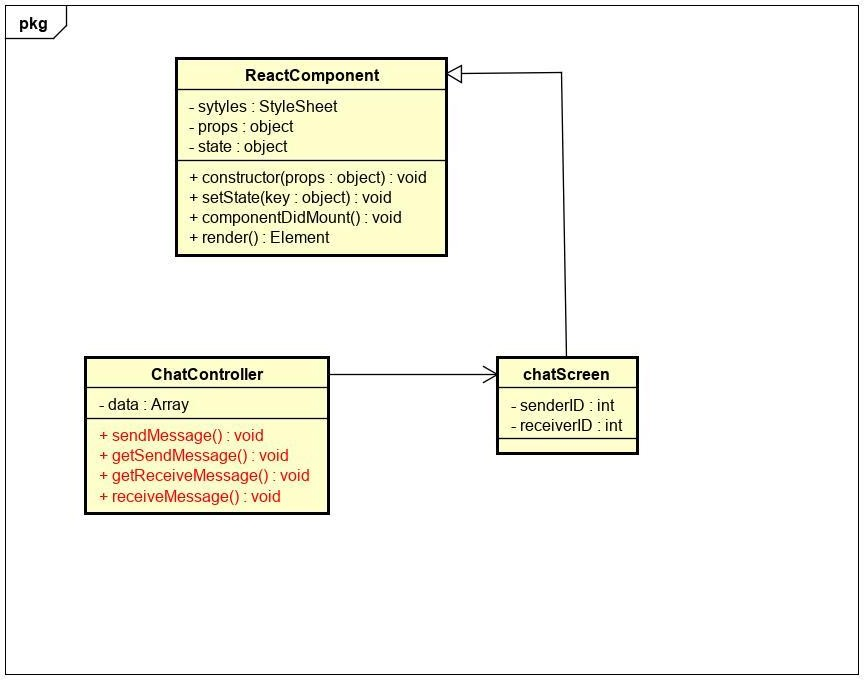 pkg
ReactComponent
- sytyles : StyleSheet
- props : object
- state : object
+ constructor(props : object) : void
+ setState(key : object) : void
+ componentDidMount() : void
+ render() : Element
ChatController
- data : Array
+ sendMessage() : void
+ getSendMessage() : void
+ getReceiveMessage() : void
+ receiveMessage() : void
chatScreen
- senderID : int
- receiverID : int